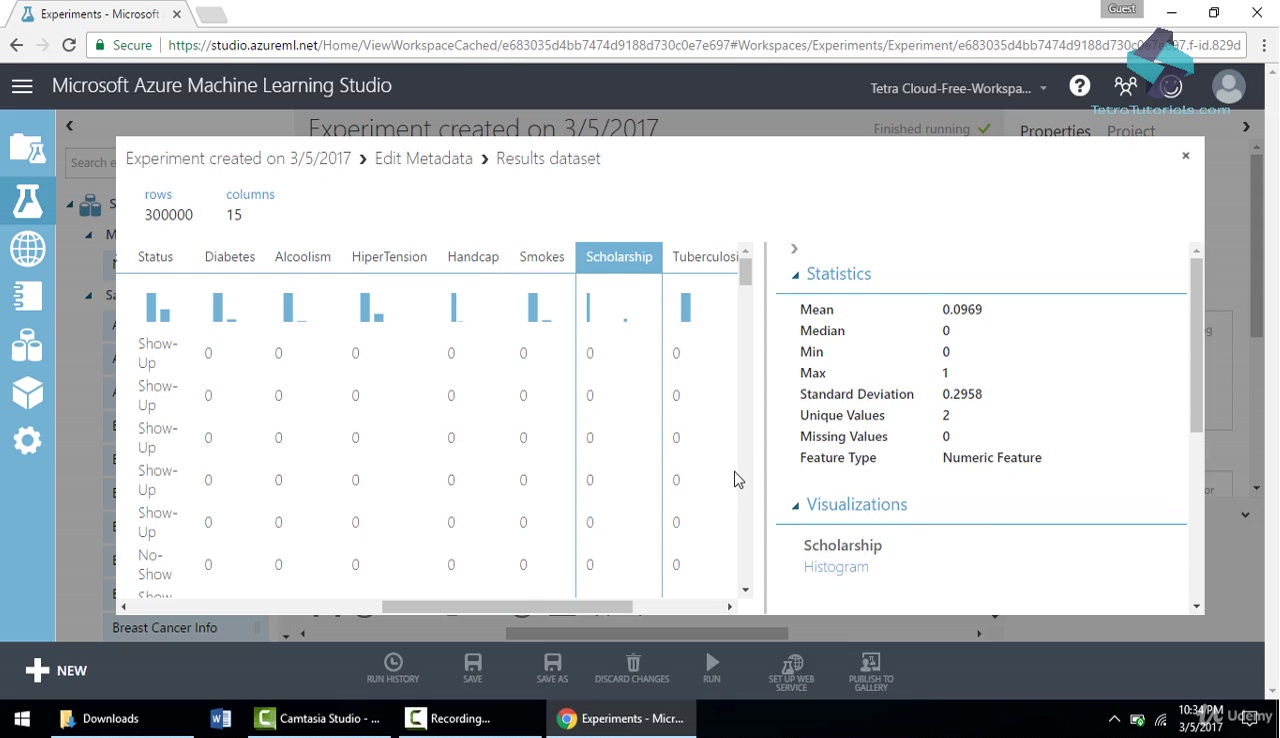 Experiments - Microsoft
Guest
Secure
https://studio.azureml.net/Home/ViewWorkspaceCached/e683035d4bb7474d9188d730c0e7e697#Workspaces/Experiments/Experiment/e683035d4bb7474d9188d730c0e7e697.f-id.829d
Microsoft Azure Machine Learning Studio
Tetra Cloud-Free-Workspa...
TetraTutorials.com
Experiment created on 3/5/2017
Finished running
Properties Project
Search e
Experiment created on 3/5/2017 › Edit Metadata › Results dataset
rows columns
300000 15
Status Diabetes Alcoolism HiperTension Handcap Smokes Scholarship Tuberculosi
Show-Up 0 0 0 0 0 0 0
Show-Up 0 0 0 0 0 0 0
Show-Up 0 0 0 0 0 0 0
Show-Up 0 0 0 0 0 0 0
Show-Up 0 0 0 0 0 0 0
No-Show 0 0 0 0 0 0 0
Show
Statistics
Mean 0.0969
Median 0
Min 0
Max 1
Standard Deviation 0.2958
Unique Values 2
Missing Values 0
Feature Type Numeric Feature
Visualizations
Scholarship
Histogram
Breast Cancer Info
NEW
RUN HISTORY
SAVE
SAVE AS
DISCARD CHANGES
RUN
SET UP WEB SERVICE
PUBLISH TO GALLERY
Downloads
Camtasia Studio - ...
Recording...
Experiments - Micr...
10:34 PM
3/5/2017
Udemy